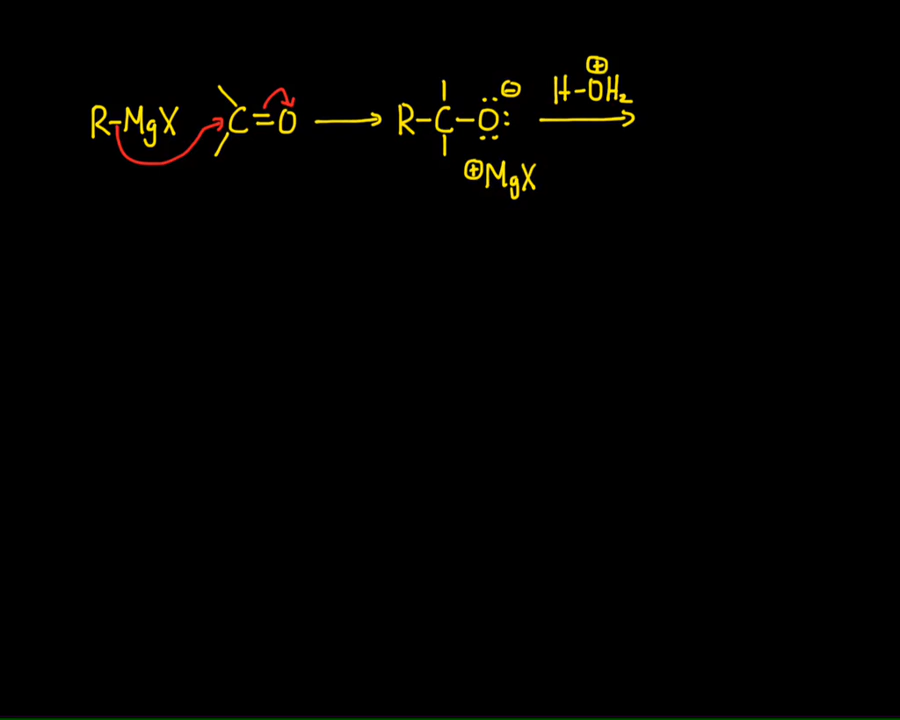 R-MgX C=O → R-C-O:⊖ H-OH₂⊕ →
⊕MgX